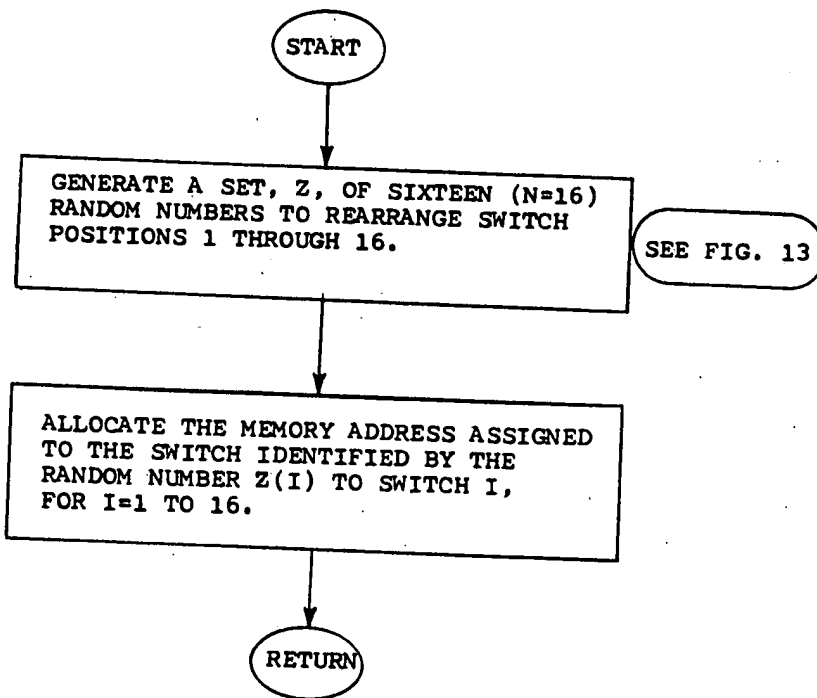 START
GENERATE A SET, Z, OF SIXTEEN (N=16)
RANDOM NUMBERS TO REARRANGE SWITCH
POSITIONS 1 THROUGH 16.
SEE FIG. 13
ALLOCATE THE MEMORY ADDRESS ASSIGNED
TO THE SWITCH IDENTIFIED BY THE
RANDOM NUMBER Z(I) TO SWITCH I,
FOR I=1 TO 16.
RETURN